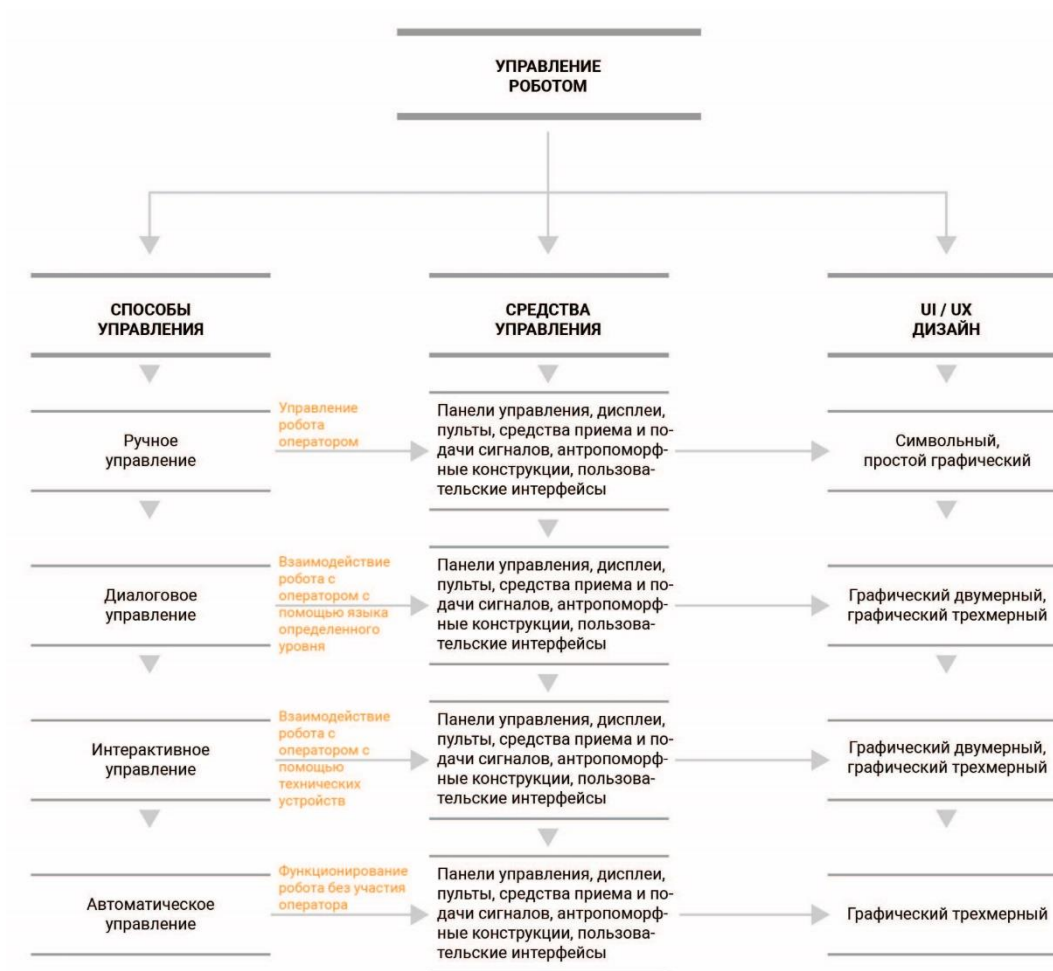 УПРАВЛЕНИЕ
РОБОТОМ
СПОСОБЫ
УПРАВЛЕНИЯ
СРЕДСТВА
УПРАВЛЕНИЯ
UI / UX
ДИЗАЙН
Ручное
управление
Управление
робота
оператором
Панели управления, дисплеи,
пульты, средства приема и по-
дачи сигналов, антропоморф-
ные конструкции, пользова-
тельские интерфейсы
Символьный,
простой графический
Диалоговое
управление
Взаимодействие
робота с
оператором с
помощью языка
определенного
уровня
Панели управления, дисплеи,
пульты, средства приема и по-
дачи сигналов, антропоморф-
ные конструкции, пользова-
тельские интерфейсы
Графический двумерный,
графический трехмерный
Интерактивное
управление
Взаимодействие
робота с
оператором с
помощью
технических
устройств
Панели управления, дисплеи,
пульты, средства приема и по-
дачи сигналов, антропоморф-
ные конструкции, пользова-
тельские интерфейсы
Графический двумерный,
графический трехмерный
Автоматическое
управление
Функционирование
робота без участия
оператора
Панели управления, дисплеи,
пульты, средства приема и по-
дачи сигналов, антропоморф-
ные конструкции, пользова-
тельские интерфейсы
Графический трехмерный